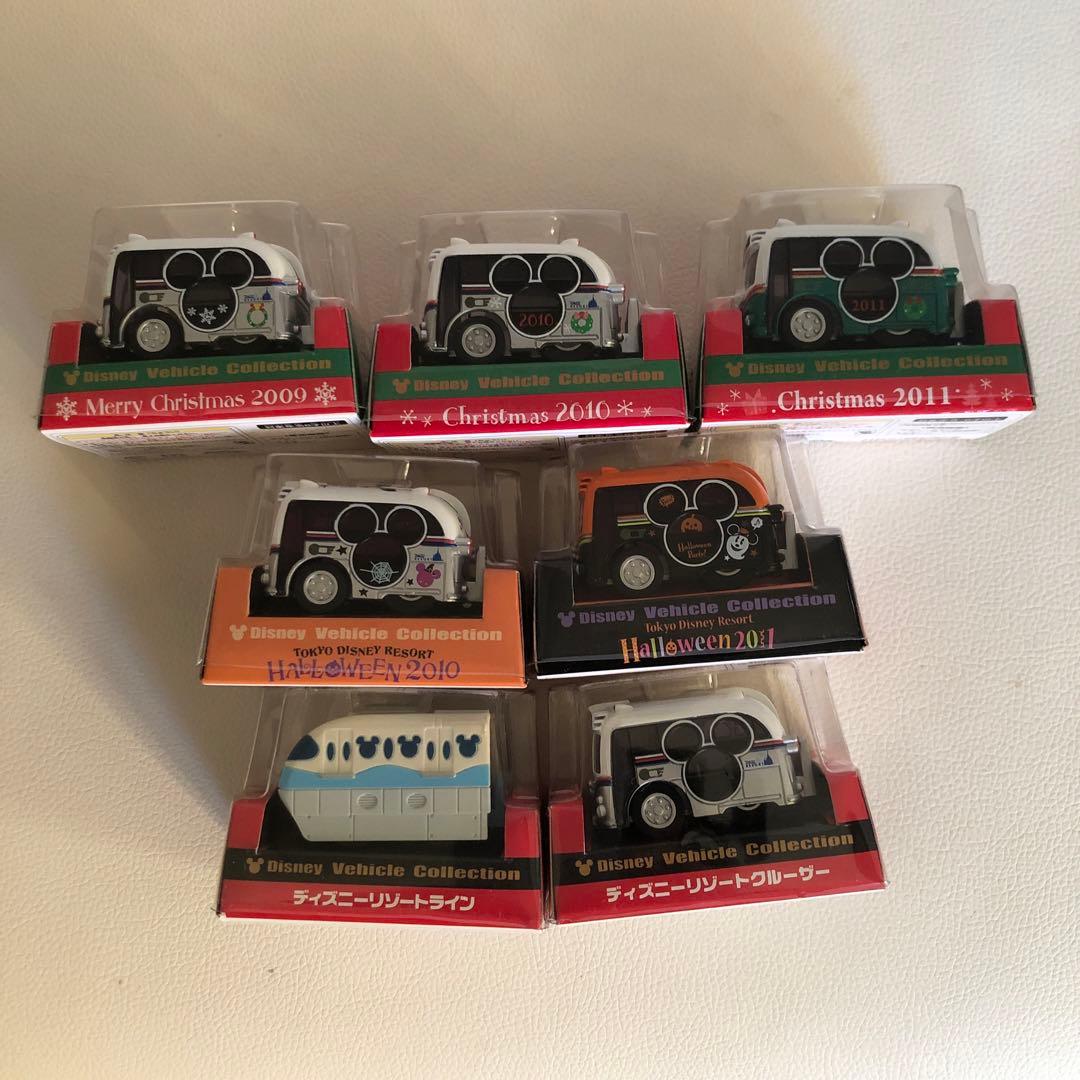 Disney Vehicle Collection
Merry Christmas 2009
2010
Disney Vehicle Collection
Christmas 2010
2011
Disney Vehicle Collection
Christmas 2011
Disney Vehicle Collection
TOKYO DISNEY RESORT
HALLOWEEN 2010
Halloween
Party!
Disney Vehicle Collection
Tokyo Disney Resort
Halloween 2011
Disney Vehicle Collection
ディズニーリゾートライン
Disney Vehicle Collection
ディズニーリゾートクルーザー